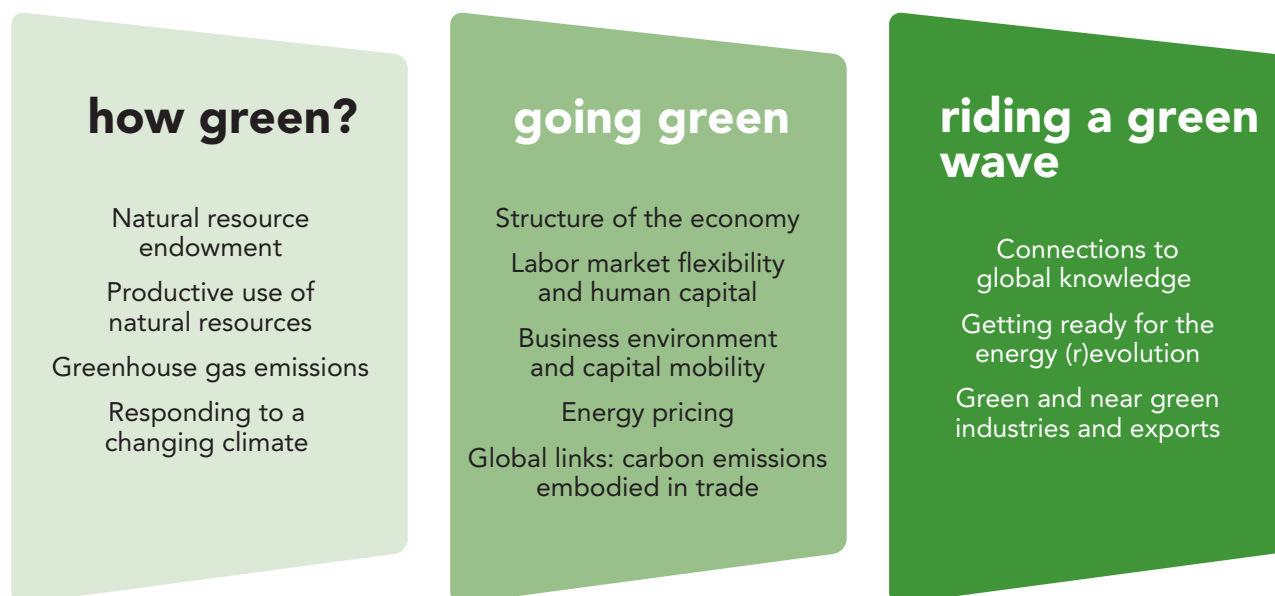 how green?
Natural resource
endowment
Productive use of
natural resources
Greenhouse gas emissions
Responding to a
changing climate
going green
Structure of the economy
Labor market flexibility
and human capital
Business environment
and capital mobility
Energy pricing
Global links: carbon emissions
embodied in trade
riding a green
wave
Connections to
global knowledge
Getting ready for the
energy (r)evolution
Green and near green
industries and exports